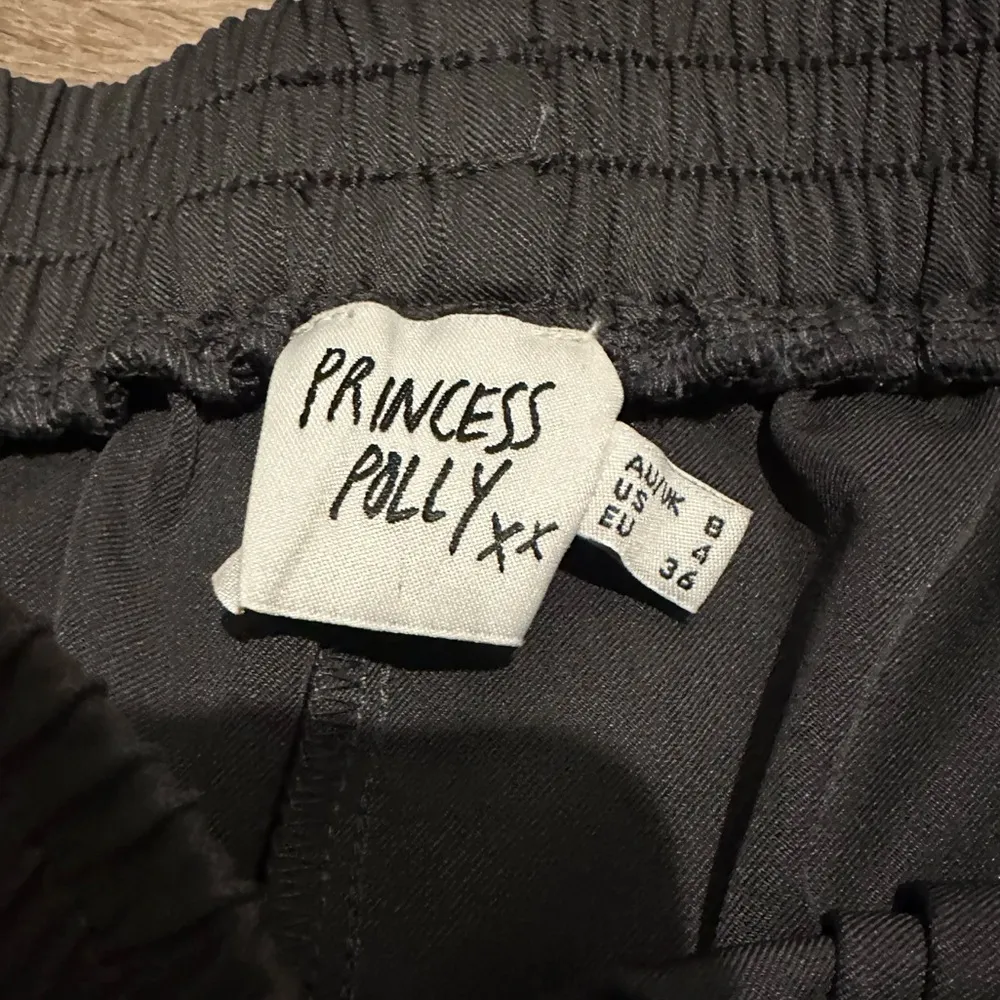 PRINCESS
POLLY xx
AU/UK 8
US 4
EU 36